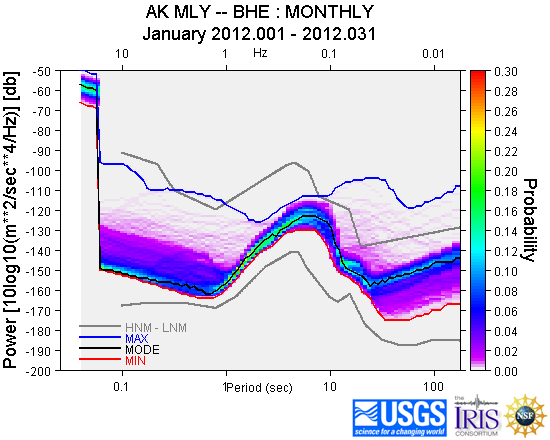 AK MLY -- BHE : MONTHLY
January 2012.001 - 2012.031
10 1 Hz 0.1 0.01
Power [10log10(m**2/sec**4/Hz)] [db]
-50
-60
-70
-80
-90
-100
-110
-120
-130
-140
-150
-160
-170
-180
-190
-200
HNM - LNM
MAX
MODE
MIN
0.1 1 Period (sec) 10 100
0.30
0.28
0.26
0.24
0.22
0.20
0.18
0.16
0.14
0.12
0.10
0.08
0.06
0.04
0.02
0.00
Probability
USGS
science for a changing world
the
IRIS
CONSORTIUM
NSF